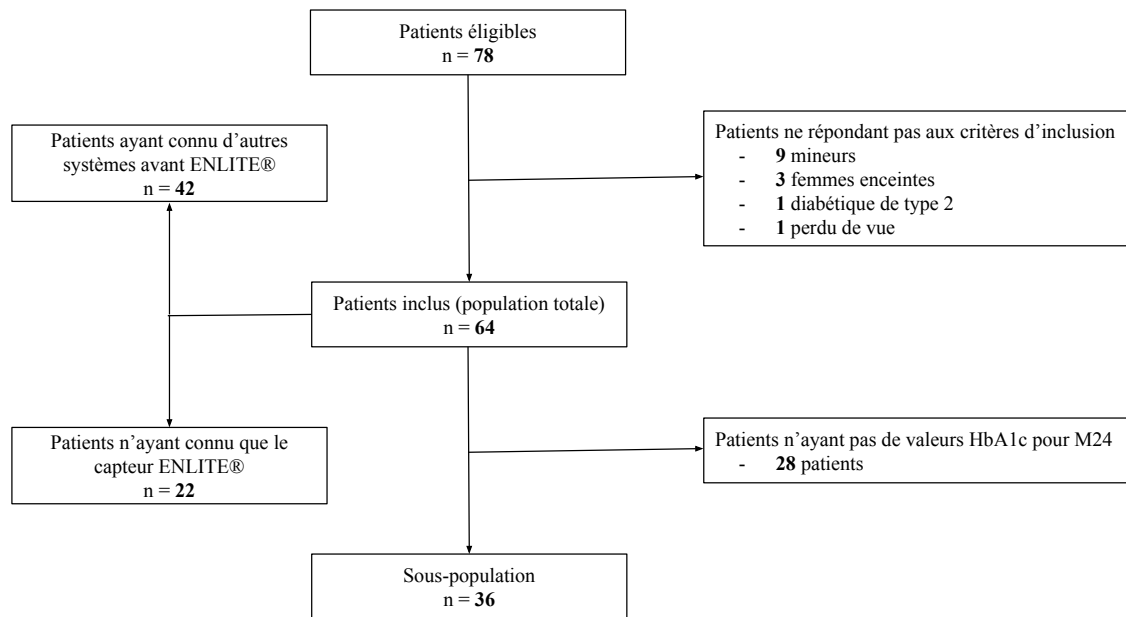 Patients éligibles
n = 78
Patients ayant connu d'autres
systèmes avant ENLITE®
n = 42
Patients ne répondant pas aux critères d'inclusion
- 9 mineurs
- 3 femmes enceintes
- 1 diabétique de type 2
- 1 perdu de vue
Patients inclus (population totale)
n = 64
Patients n'ayant connu que le
capteur ENLITE®
n = 22
Patients n'ayant pas de valeurs HbA1c pour M24
- 28 patients
Sous-population
n = 36